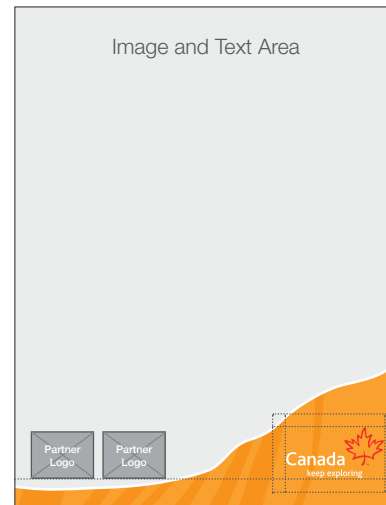 Image and Text Area
Partner
Logo
Partner
Logo
Canada
keep exploring